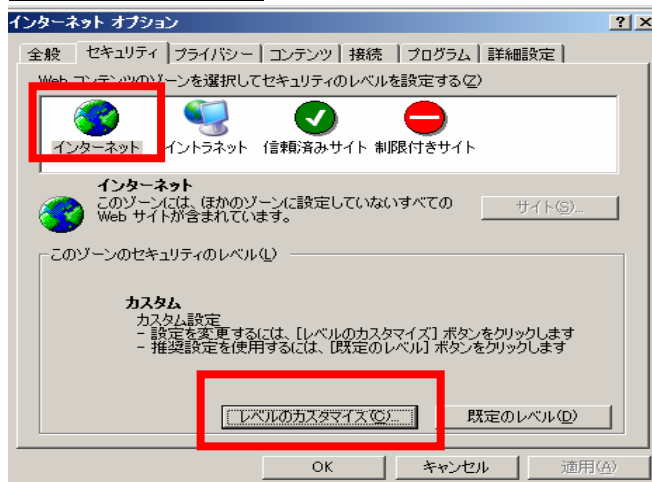 インターネット オプション
全般 セキュリティ プライバシー コンテンツ 接続 プログラム 詳細設定
Web コンテンツのゾーンを選択してセキュリティのレベルを設定する(Z)
インターネット イントラネット 信頼済みサイト 制限付きサイト
インターネット
このゾーンには、ほかのゾーンに設定していないすべての
Web サイトが含まれています。
サイト(S)...
このゾーンのセキュリティのレベル(L)
カスタム
カスタム設定
- 設定を変更するには、[レベルのカスタマイズ] ボタンをクリックします
- 推奨設定を使用するには、[既定のレベル] ボタンをクリックします
レベルのカスタマイズ(C)... 既定のレベル(D)
OK キャンセル 適用(A)